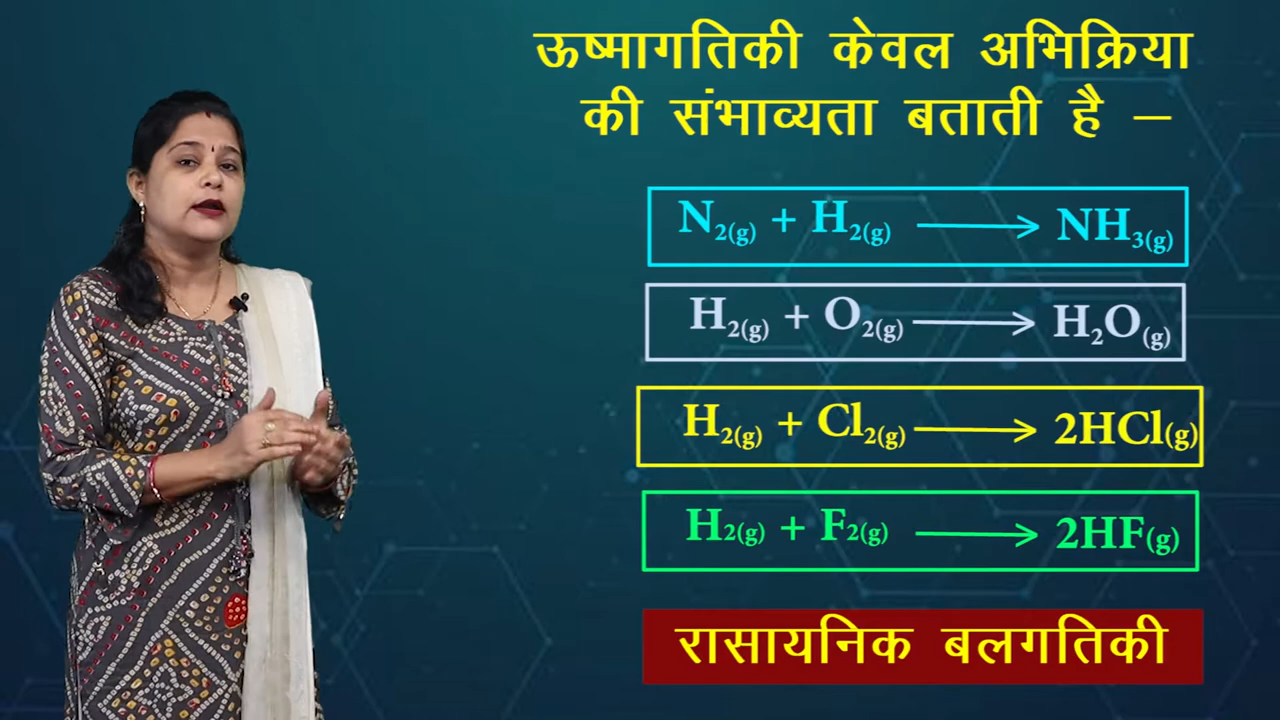 ऊष्मागतिकी केवल अभिक्रिया
की संभाव्यता बताती है –
N₂(g) + H₂(g) ⟶ NH₃(g)
H₂(g) + O₂(g) ⟶ H₂O(g)
H₂(g) + Cl₂(g) ⟶ 2HCl(g)
H₂(g) + F₂(g) ⟶ 2HF(g)
रासायनिक बलगतिकी